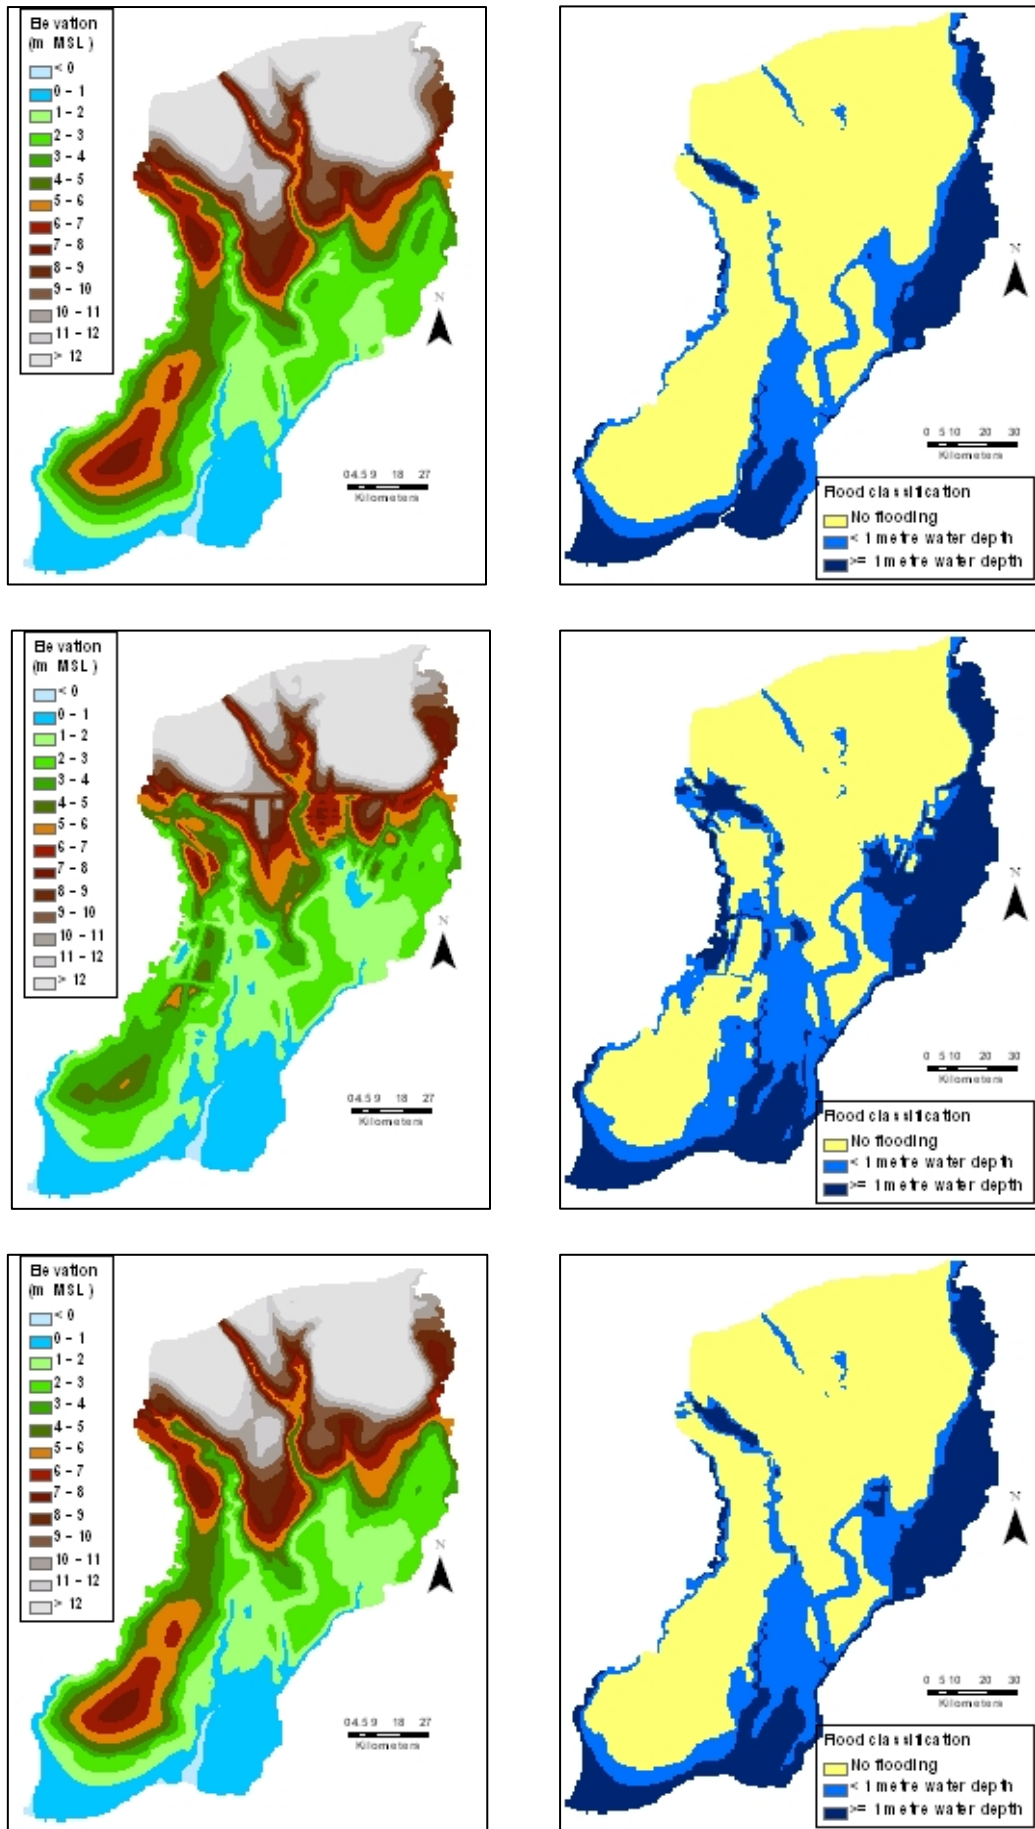 Elevation
(m MSL)
< 0
0 - 1
1 - 2
2 - 3
3 - 4
4 - 5
5 - 6
6 - 7
7 - 8
8 - 9
9 - 10
10 - 11
11 - 12
> 12
N
0 4.5 9 18 27
Kilometers
N
0 5 10 20 30
Kilometers
Flood classification
No flooding
< 1 metre water depth
>= 1 metre water depth
Elevation
(m MSL)
< 0
0 - 1
1 - 2
2 - 3
3 - 4
4 - 5
5 - 6
6 - 7
7 - 8
8 - 9
9 - 10
10 - 11
11 - 12
> 12
N
0 4.5 9 18 27
Kilometers
N
0 5 10 20 30
Kilometers
Flood classification
No flooding
< 1 metre water depth
>= 1 metre water depth
Elevation
(m MSL)
< 0
0 - 1
1 - 2
2 - 3
3 - 4
4 - 5
5 - 6
6 - 7
7 - 8
8 - 9
9 - 10
10 - 11
11 - 12
> 12
N
0 4.5 9 18 27
Kilometers
N
0 5 10 20 30
Kilometers
Flood classification
No flooding
< 1 metre water depth
>= 1 metre water depth